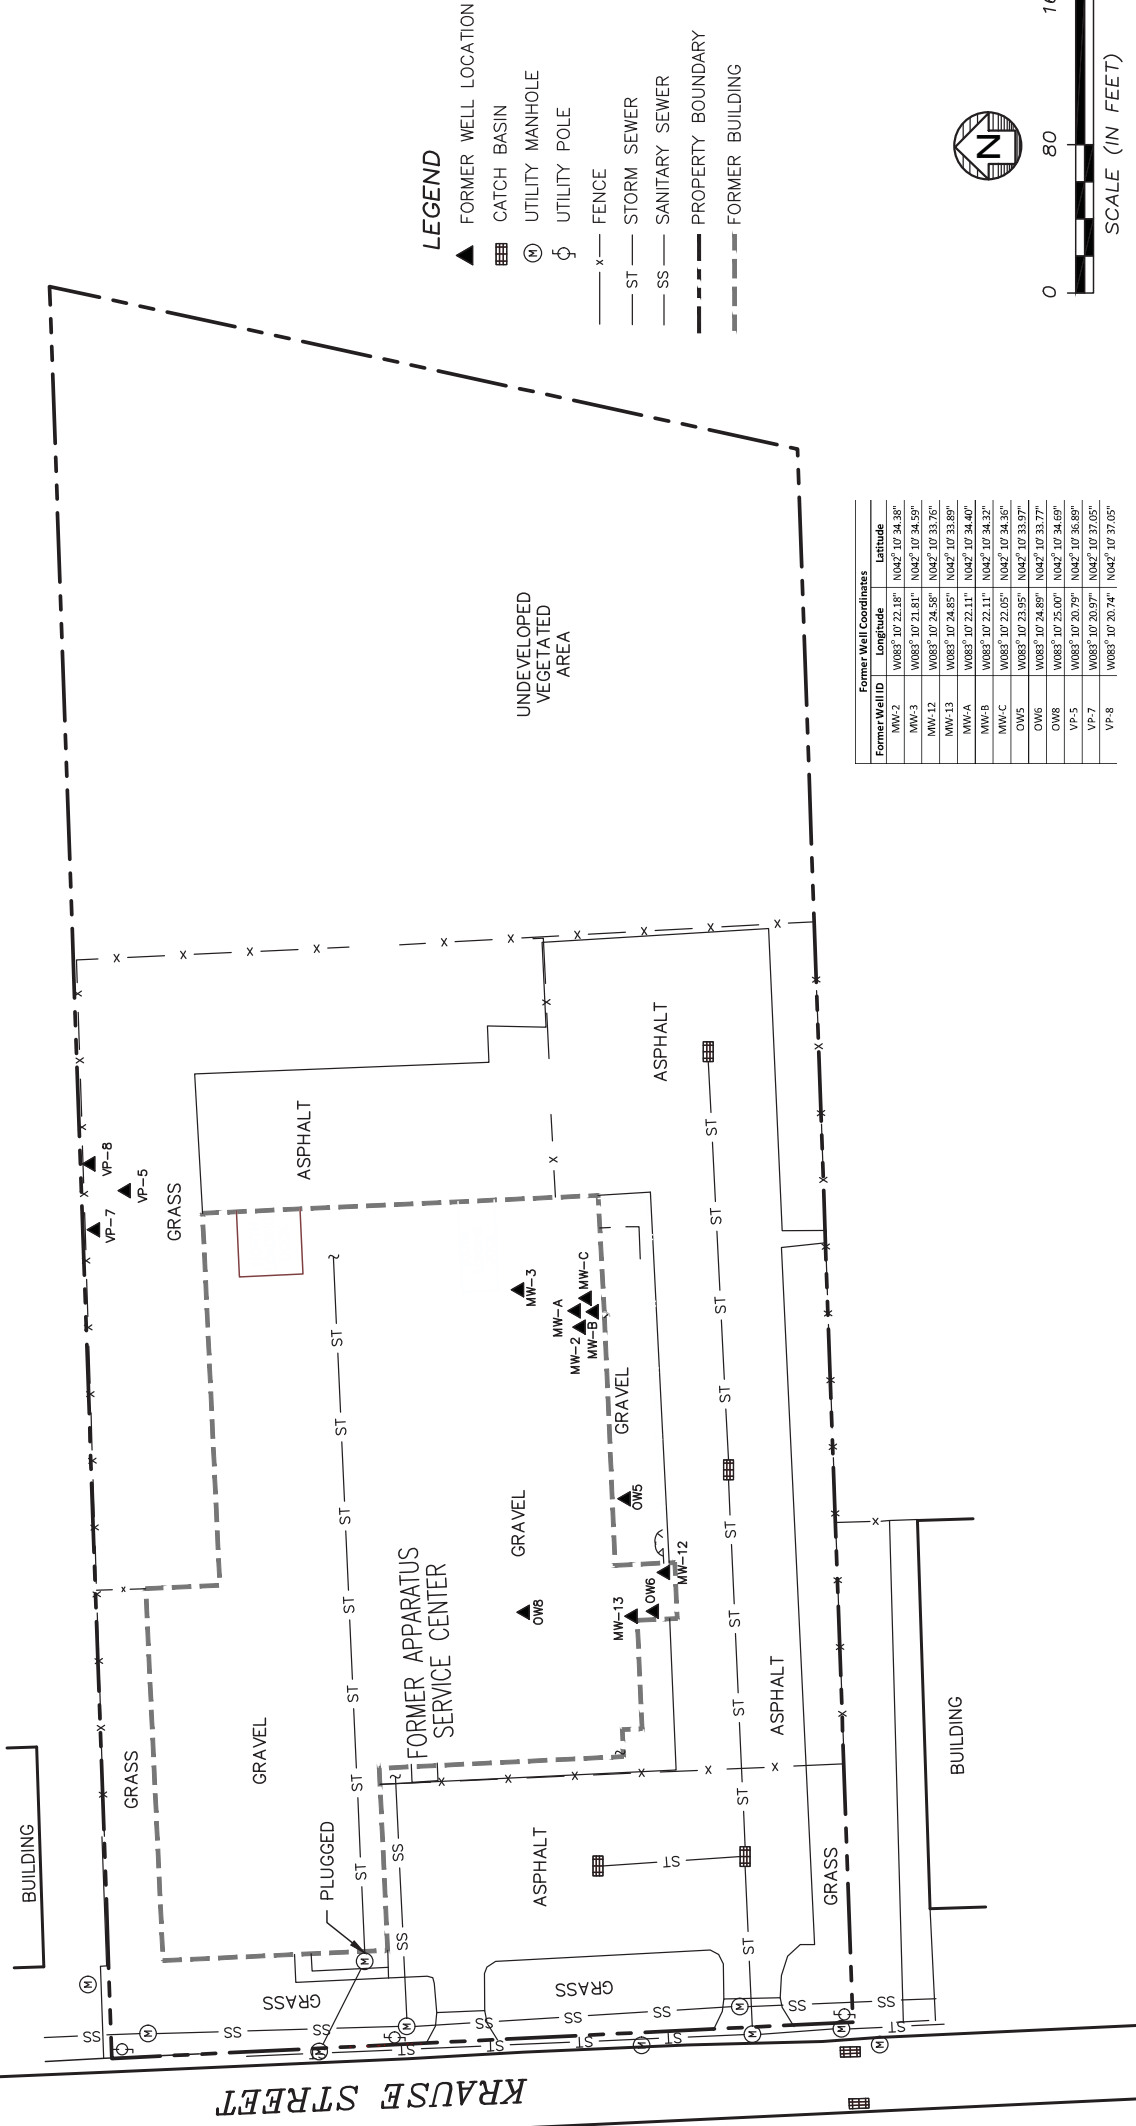 LEGEND
FORMER WELL LOCATION
CATCH BASIN
M UTILITY MANHOLE
UTILITY POLE
x FENCE
ST STORM SEWER
SS SANITARY SEWER
PROPERTY BOUNDARY
FORMER BUILDING
N
0 80
SCALE (IN FEET)
UNDEVELOPED
VEGETATED
AREA
Former Well Coordinates
Former Well ID Longitude Latitude
MW-2 W083° 10' 22.18" N042° 10' 34.38"
MW-3 W083° 10' 21.81" N042° 10' 34.59"
MW-12 W083° 10' 24.58" N042° 10' 33.76"
MW-13 W083° 10' 24.85" N042° 10' 33.89"
MW-A W083° 10' 22.11" N042° 10' 34.40"
MW-B W083° 10' 22.11" N042° 10' 34.32"
MW-C W083° 10' 22.05" N042° 10' 34.36"
OW5 W083° 10' 23.95" N042° 10' 33.97"
OW6 W083° 10' 24.89" N042° 10' 33.77"
OW8 W083° 10' 25.00" N042° 10' 34.69"
VP-5 W083° 10' 20.79" N042° 10' 36.89"
VP-7 W083° 10' 20.97" N042° 10' 37.05"
VP-8 W083° 10' 20.74" N042° 10' 37.05"
VP-8
VP-5
VP-7
GRASS
ASPHALT
ASPHALT
MW-3
MW-A
MW-C
MW-2
MW-B
GRAVEL
GRAVEL
OW5
OW8
MW-13
OW6
MW-12
FORMER APPARATUS
SERVICE CENTER
GRAVEL
GRASS
BUILDING
PLUGGED
ASPHALT
ASPHALT
GRASS
BUILDING
GRASS
GRASS
ST
SS
KRAUSE STREET